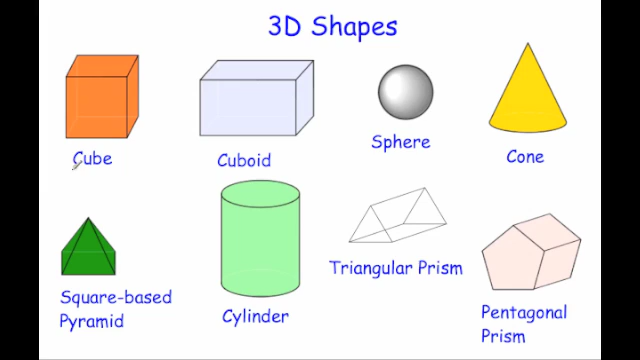 3D Shapes
Cube
Cuboid
Sphere
Cone
Square-based
Pyramid
Cylinder
Triangular Prism
Pentagonal
Prism